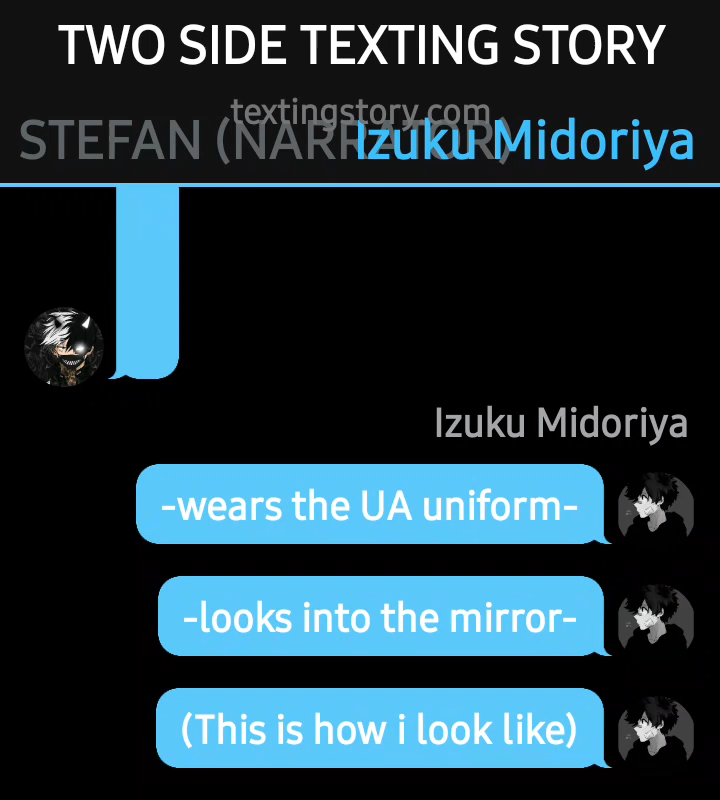 TWO SIDE TEXTING STORY
textingstory.com
STEFAN (NARRATOR)
Izuku Midoriya
Izuku Midoriya
-wears the UA uniform-
-looks into the mirror-
(This is how i look like)